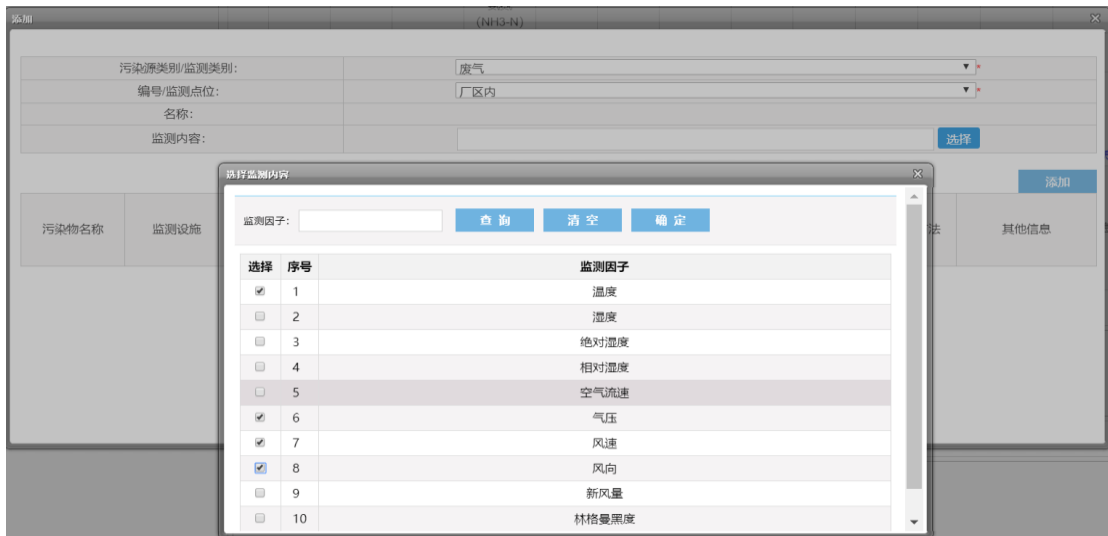 添加
(NH3-N)
污染源类别/监测类别: 废气 *
编号/监测点位: 厂区内 *
名称:
监测内容: 选择
选择监测内容
添加
污染物名称 监测设施 法 其他信息
监测因子: 查询 清空 确定
选择 序号 监测因子
1 温度
2 湿度
3 绝对湿度
4 相对湿度
5 空气流速
6 气压
7 风速
8 风向
9 新风量
10 林格曼黑度